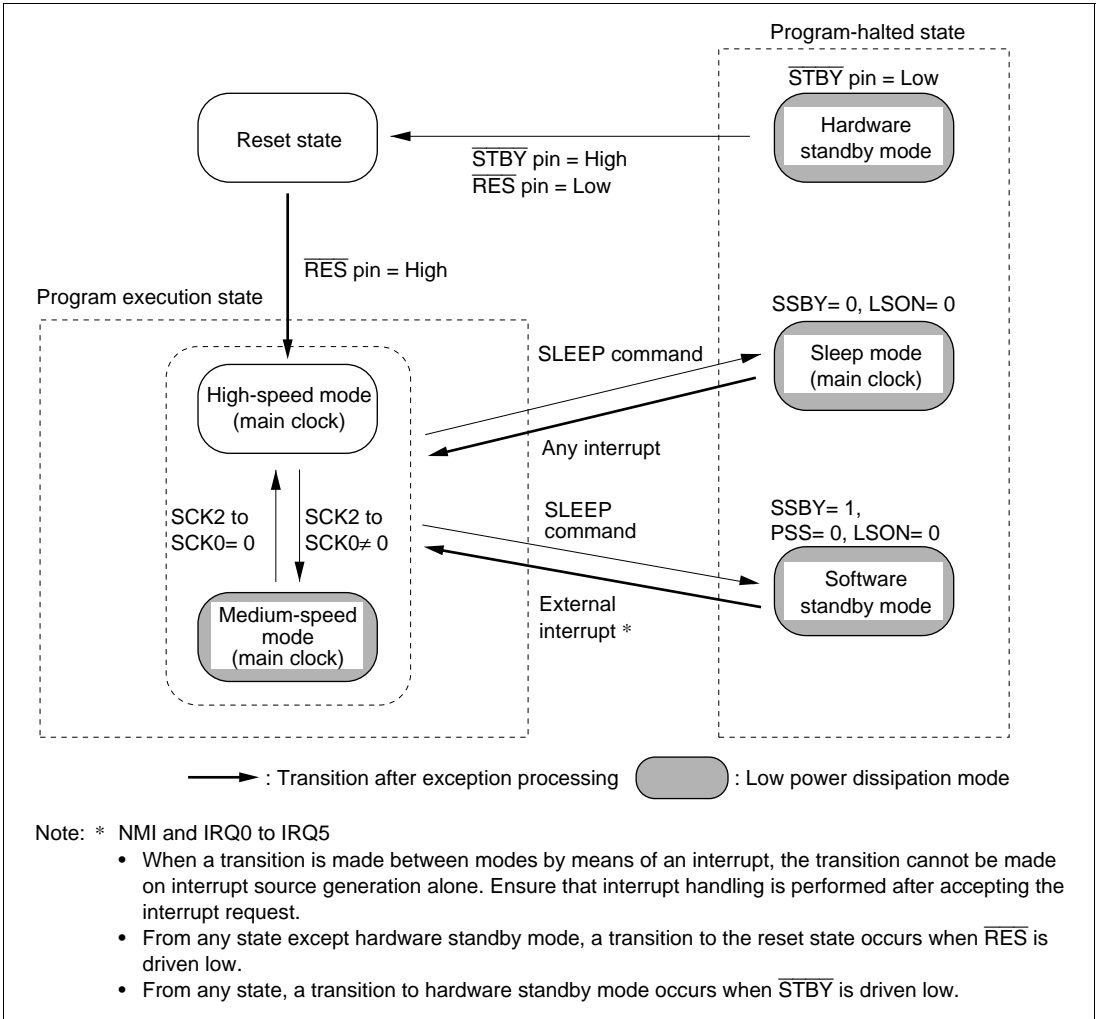 Program-halted state
STBY pin = Low
Hardware
standby mode
Reset state
STBY pin = High
RES pin = Low
RES pin = High
Program execution state
SSBY= 0, LSON= 0
Sleep mode
(main clock)
SLEEP command
Any interrupt
High-speed mode
(main clock)
SCK2 to
SCK0= 0
SCK2 to
SCK0≠ 0
SLEEP
command
External
interrupt *
SSBY= 1,
PSS= 0, LSON= 0
Software
standby mode
Medium-speed
mode
(main clock)
: Transition after exception processing
: Low power dissipation mode
Note: * NMI and IRQ0 to IRQ5
• When a transition is made between modes by means of an interrupt, the transition cannot be made
on interrupt source generation alone. Ensure that interrupt handling is performed after accepting the
interrupt request.
• From any state except hardware standby mode, a transition to the reset state occurs when RES is
driven low.
• From any state, a transition to hardware standby mode occurs when STBY is driven low.